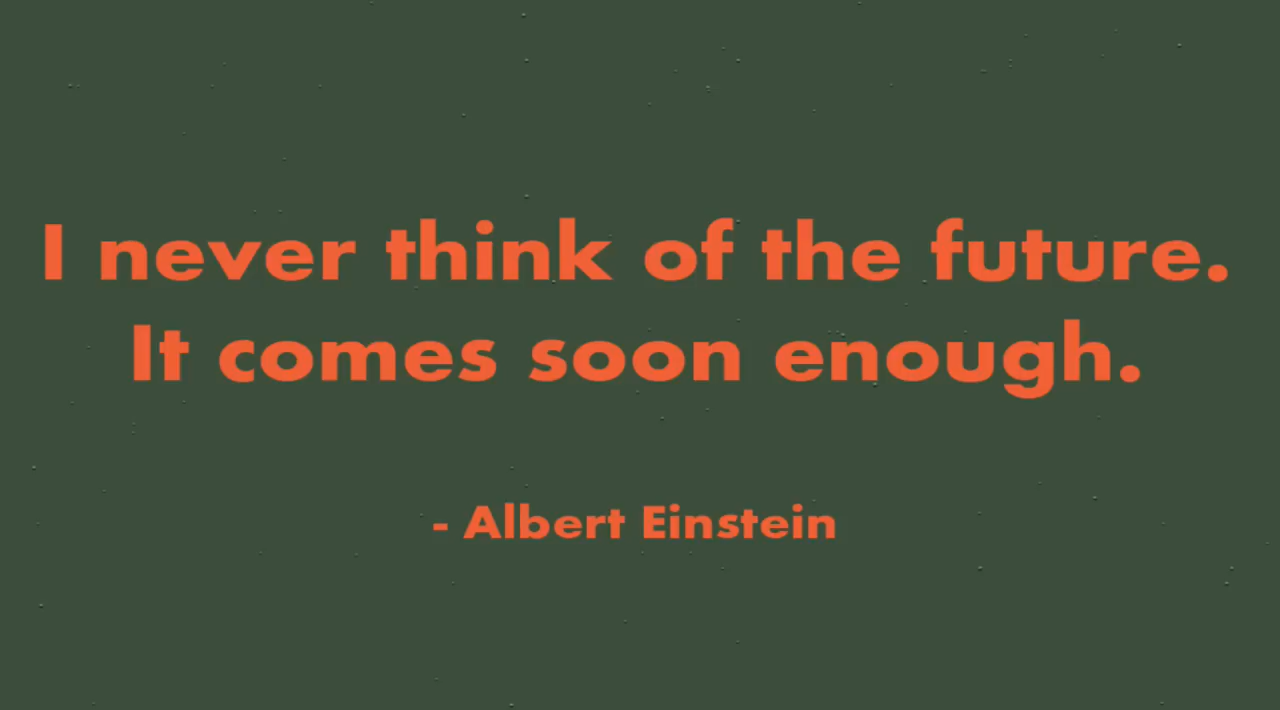 I never think of the future.
It comes soon enough.
- Albert Einstein